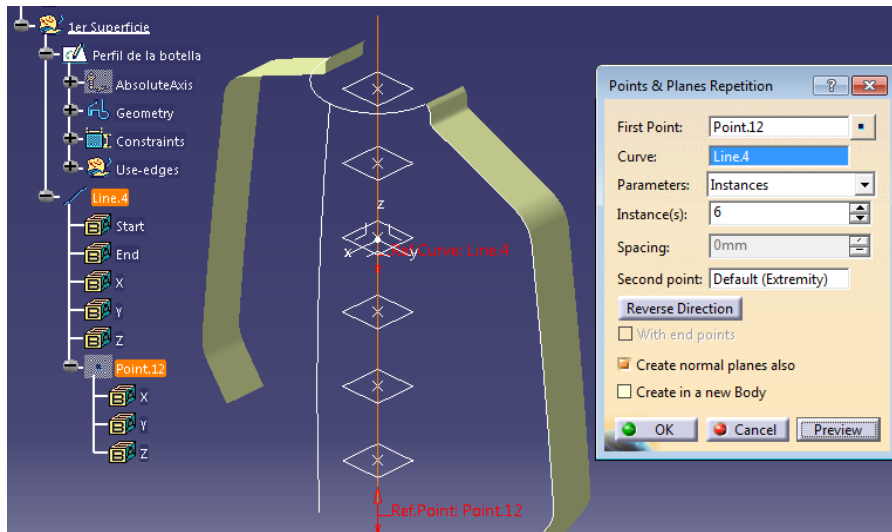 1er Superficie
Perfil de la botella
AbsoluteAxis
Geometry
Constraints
Use-edges
Line.4
Start
End
X
Y
Z
Point.12
X
Y
Z
z
x
y
Ref.Curve: Line.4
Ref.Point: Point.12
Points & Planes Repetition
First Point: Point.12
Curve: Line.4
Parameters: Instances
Instance(s): 6
Spacing: 0mm
Second point: Default (Extremity)
Reverse Direction
With end points
Create normal planes also
Create in a new Body
OK Cancel Preview